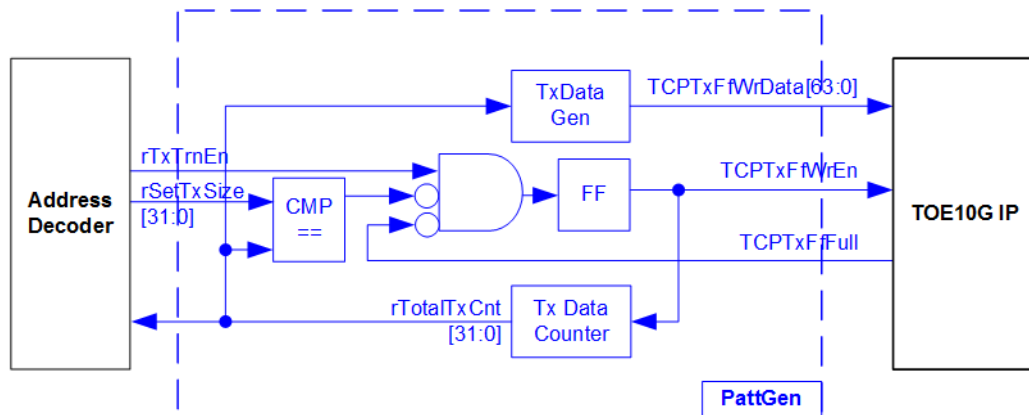 TxData
Gen
TCPTxFfWrData[63:0]
rTxTrnEn
rSetTxSize
[31:0]
Address
Decoder
CMP
==
FF
TCPTxFfWrEn
TOE10G IP
TCPTxFfFull
rTotalTxCnt
[31:0]
Tx Data
Counter
PattGen